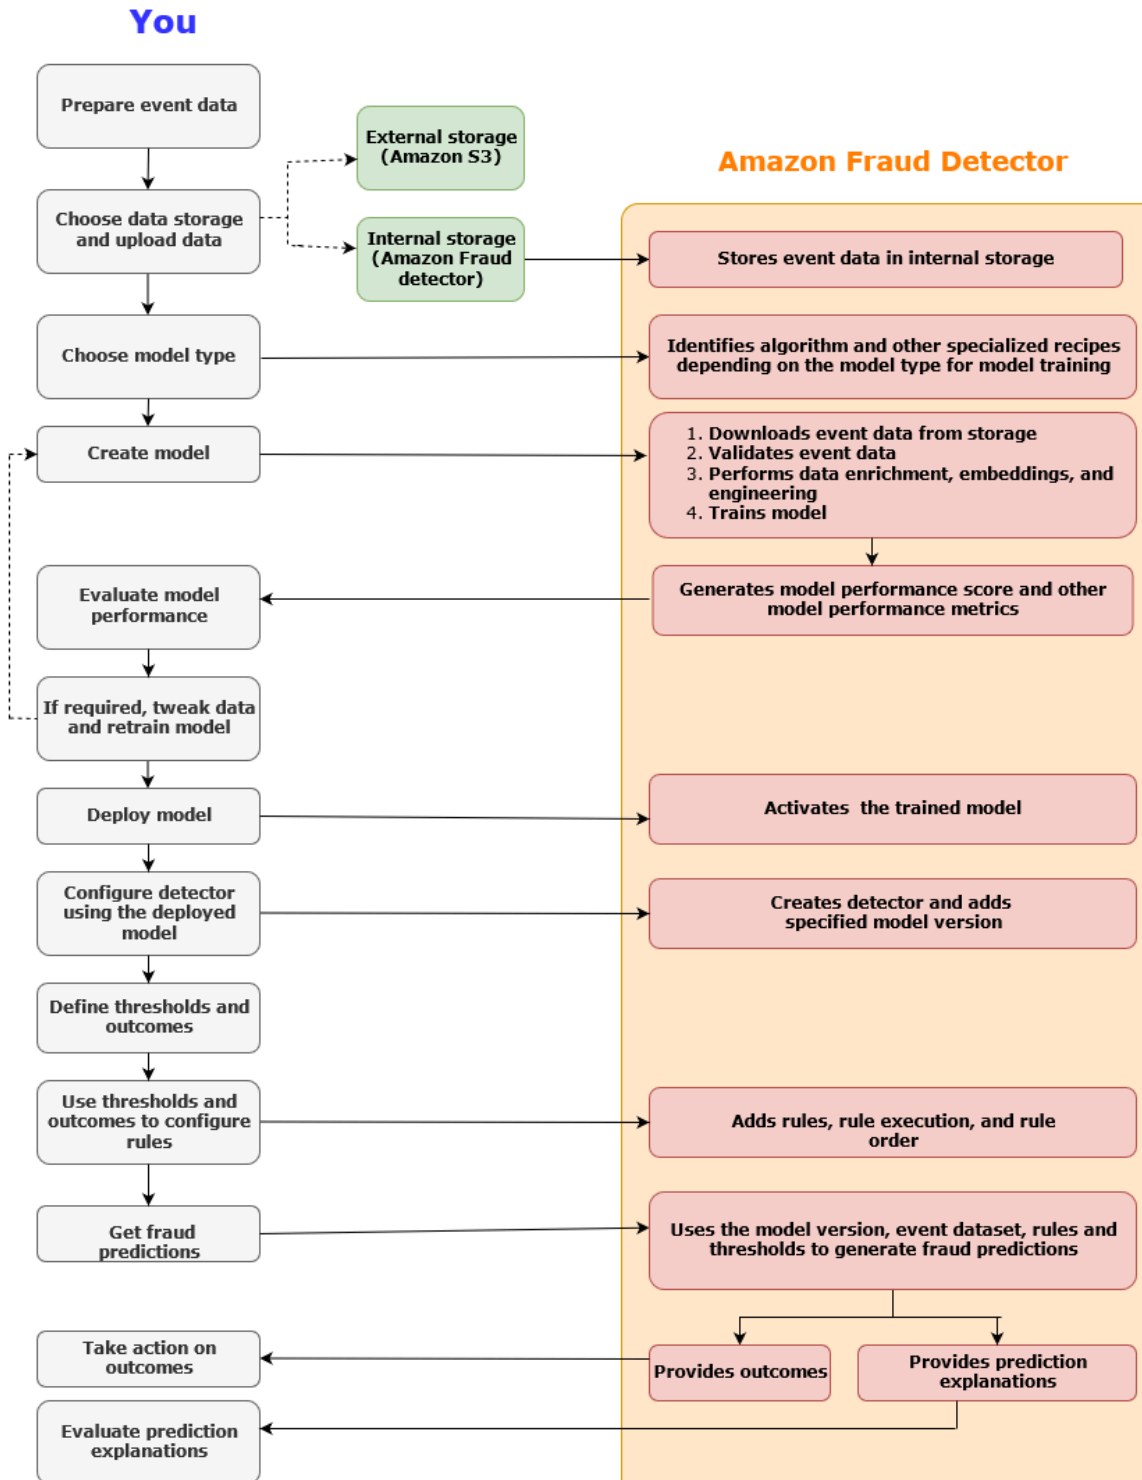 You
Prepare event data
External storage
(Amazon S3)
Amazon Fraud Detector
Choose data storage
and upload data
Internal storage
(Amazon Fraud
detector)
Stores event data in internal storage
Choose model type
Identifies algorithm and other specialized recipes
depending on the model type for model training
Create model
1. Downloads event data from storage
2. Validates event data
3. Performs data enrichment, embeddings, and
engineering
4. Trains model
Evaluate model
performance
Generates model performance score and other
model performance metrics
If required, tweak data
and retrain model
Deploy model
Activates the trained model
Configure detector
using the deployed
model
Creates detector and adds
specified model version
Define thresholds and
outcomes
Use thresholds and
outcomes to configure
rules
Adds rules, rule execution, and rule
order
Get fraud
predictions
Uses the model version, event dataset, rules and
thresholds to generate fraud predictions
Take action on
outcomes
Provides outcomes
Provides prediction
explanations
Evaluate prediction
explanations